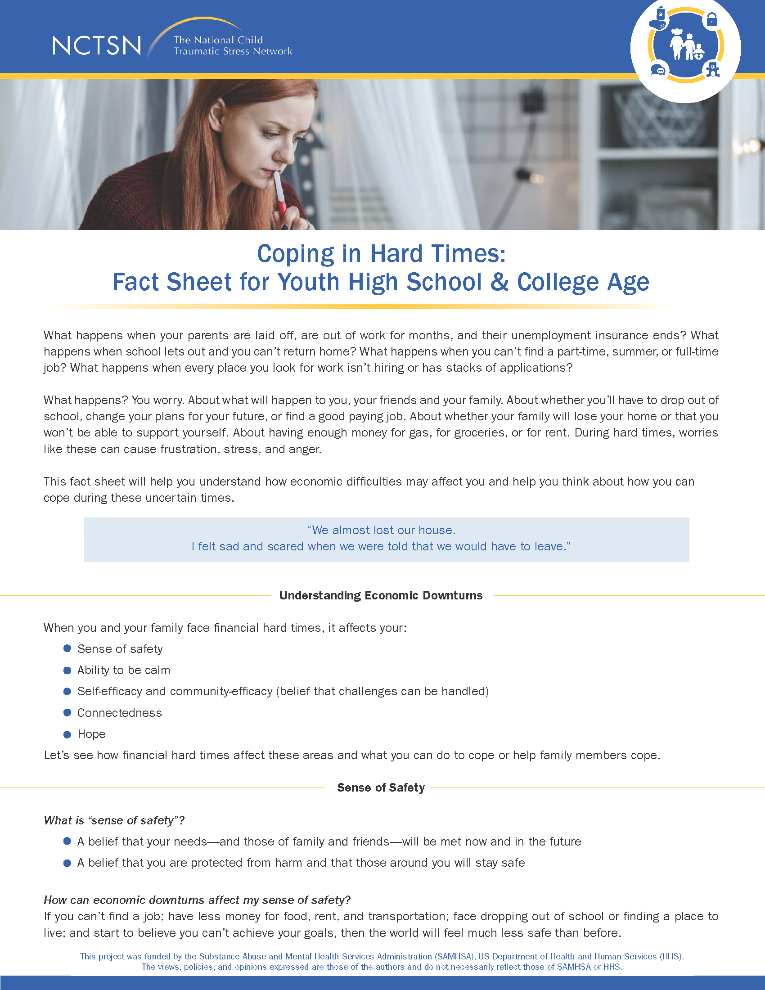 NCTSN
The National Child
Traumatic Stress Network
Coping in Hard Times:
Fact Sheet for Youth High School & College Age
What happens when your parents are laid off, are out of work for months, and their unemployment insurance ends? What
happens when school lets out and you can't return home? What happens when you can't find a part-time, summer, or full-time
job? What happens when every place you look for work isn't hiring or has stacks of applications?
What happens? You worry. About what will happen to you, your friends and your family. About whether you'll have to drop out of
school, change your plans for your future, or find a good paying job. About whether your family will lose your home or that you
won't be able to support yourself. About having enough money for gas, for groceries, or for rent. During hard times, worries
like these can cause frustration, stress, and anger.
This fact sheet will help you understand how economic difficulties may affect you and help you think about how you can
cope during these uncertain times.
"We almost lost our house.
I felt sad and scared when we were told that we would have to leave."
Understanding Economic Downturns
When you and your family face financial hard times, it affects your:
● Sense of safety
● Ability to be calm
● Self-efficacy and community-efficacy (belief that challenges can be handled)
● Connectedness
● Hope
Let's see how financial hard times affect these areas and what you can do to cope or help family members cope.
Sense of Safety
What is "sense of safety"?
● A belief that your needs—and those of family and friends—will be met now and in the future
● A belief that you are protected from harm and that those around you will stay safe
How can economic downturns affect my sense of safety?
If you can't find a job; have less money for food, rent, and transportation; face dropping out of school or finding a place to
live; and start to believe you can't achieve your goals, then the world will feel much less safe than before.
This project was funded by the Substance Abuse and Mental Health Services Administration (SAMHSA), US Department of Health and Human Services (HHS).
The views, policies, and opinions expressed are those of the authors and do not necessarily reflect those of SAMHSA or HHS.